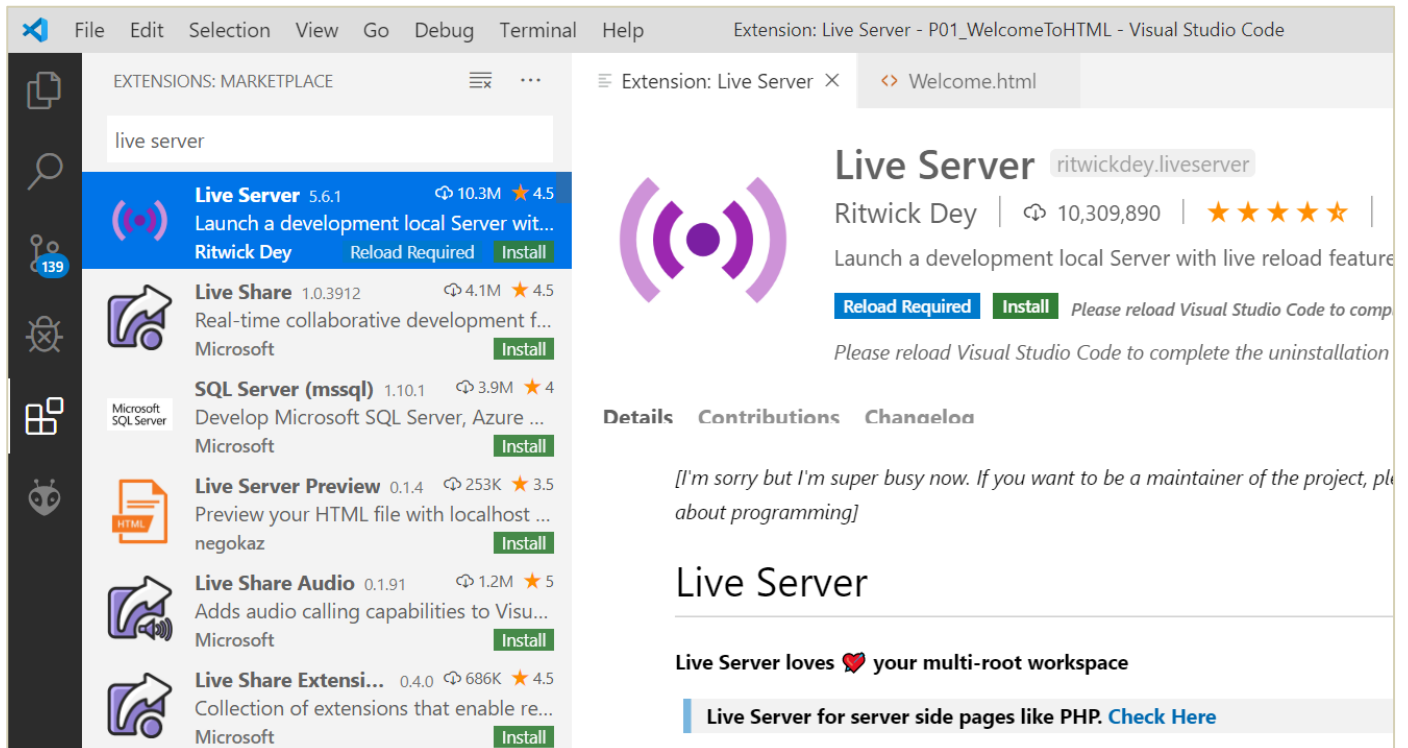 File Edit Selection View Go Debug Terminal Help Extension: Live Server - P01_WelcomeToHTML - Visual Studio Code
EXTENSIONS: MARKETPLACE
live server
Live Server 5.6.1 10.3M 4.5
Launch a development local Server wit...
Ritwick Dey Reload Required Install
Live Share 1.0.3912 4.1M 4.5
Real-time collaborative development f...
Microsoft Install
Microsoft
SQL Server
SQL Server (mssql) 1.10.1 3.9M 4
Develop Microsoft SQL Server, Azure ...
Microsoft Install
HTML
Live Server Preview 0.1.4 253K 3.5
Preview your HTML file with localhost ...
negokaz Install
Live Share Audio 0.1.91 1.2M 5
Adds audio calling capabilities to Visu...
Microsoft Install
Live Share Extensi... 0.4.0 686K 4.5
Collection of extensions that enable re...
Microsoft Install
139
Extension: Live Server Welcome.html
Live Server ritwickdey.liveserver
Ritwick Dey 10,309,890
Launch a development local Server with live reload feature
Reload Required Install Please reload Visual Studio Code to comp
Please reload Visual Studio Code to complete the uninstallation
Details Contributions Changelog
[I'm sorry but I'm super busy now. If you want to be a maintainer of the project, ple
about programming]
Live Server
Live Server loves 💘 your multi-root workspace
Live Server for server side pages like PHP. Check Here